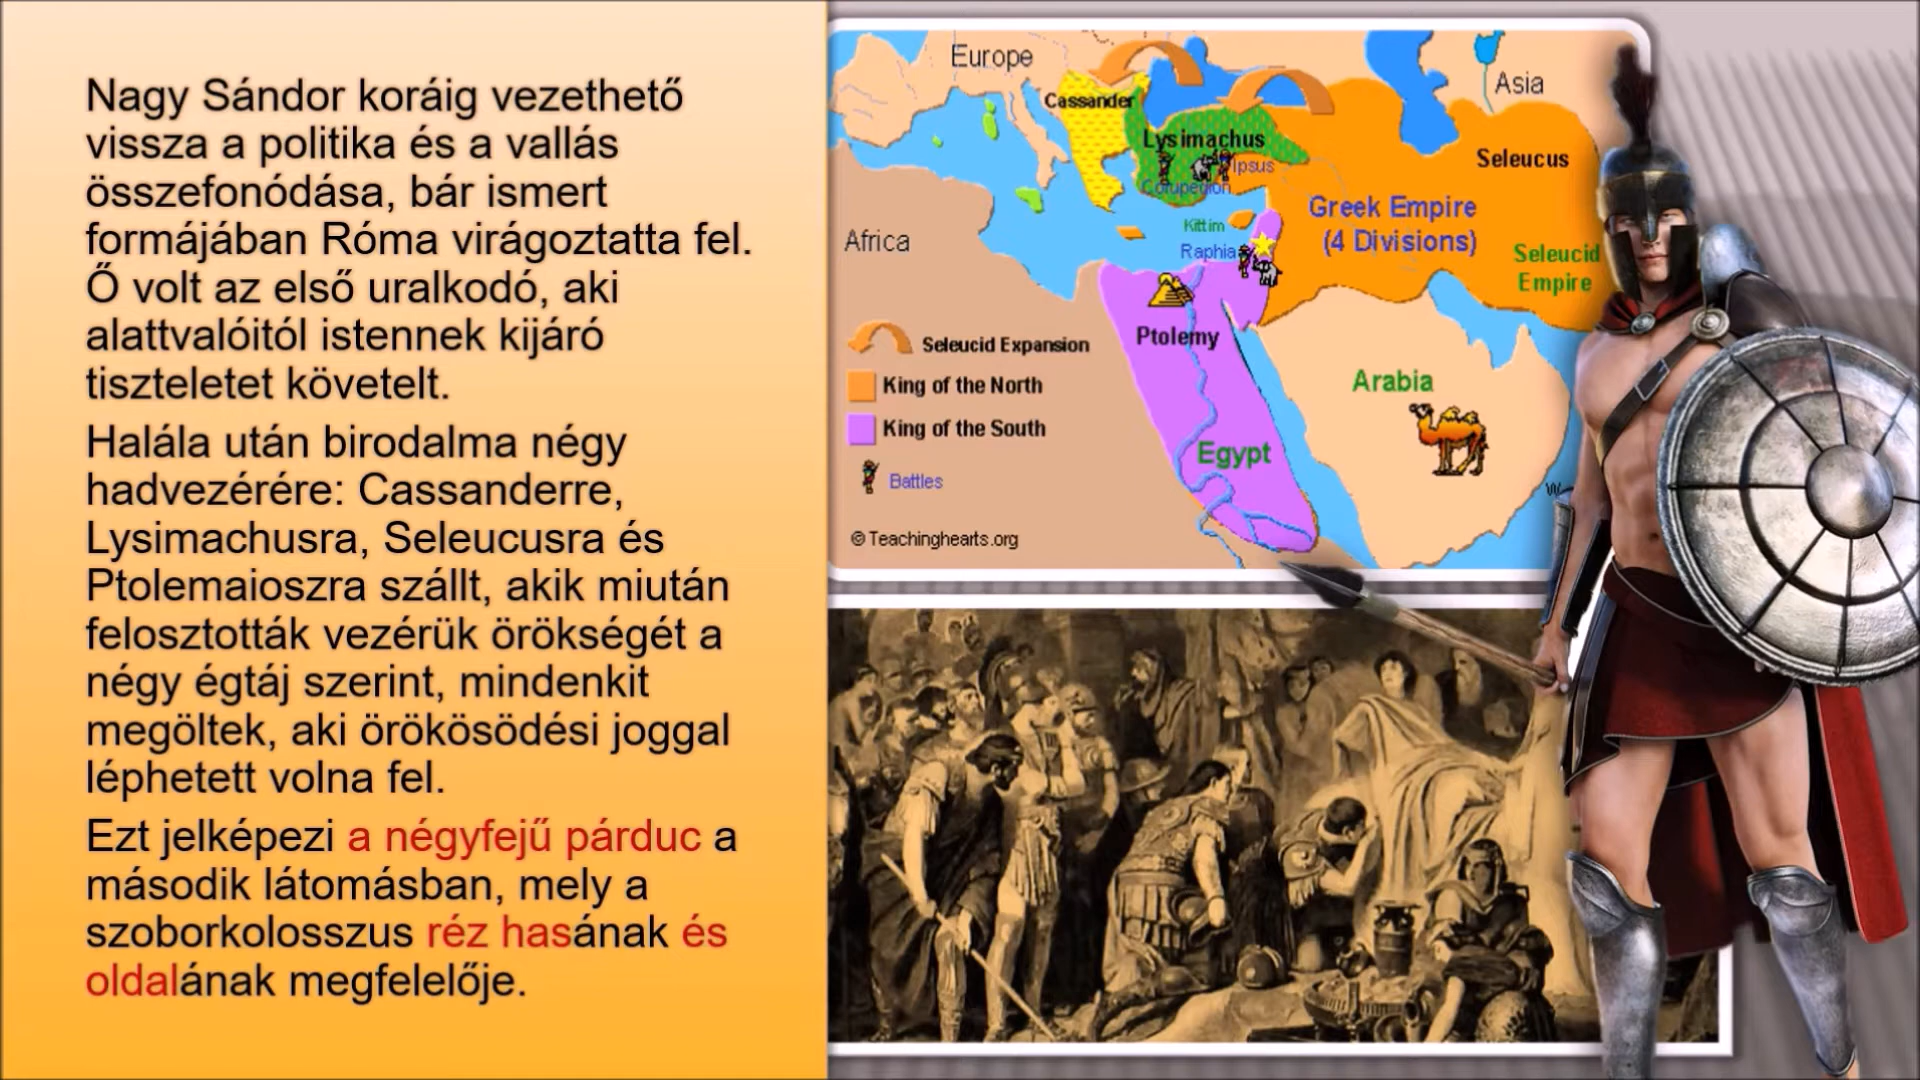 Nagy Sándor koráig vezethető
vissza a politika és a vallás
összefonódása, bár ismert
formájában Róma virágoztatta fel.
Ő volt az első uralkodó, aki
alattvalóitól istennek kijáró
tiszteletet követelt.
Halála után birodalma négy
hadvezérére: Cassanderre,
Lysimachusra, Seleucusra és
Ptolemaioszra szállt, akik miután
felosztották vezérük örökségét a
négy égtáj szerint, mindenkit
megöltek, aki örökösödési joggal
léphetett volna fel.
Ezt jelképezi a négyfejű párduc a
második látomásban, mely a
szoborkolosszus réz hasának és
oldalának megfelelője.
Europe
Asia
Cassander
Lysimachus
Seleucus
Ipsus
Corupegion
Greek Empire
(4 Divisions)
Kittim
Africa
Raphia
Seleucid
Empire
Ptolemy
Seleucid Expansion
King of the North
Arabia
King of the South
Egypt
Battles
© Teachinghearts.org